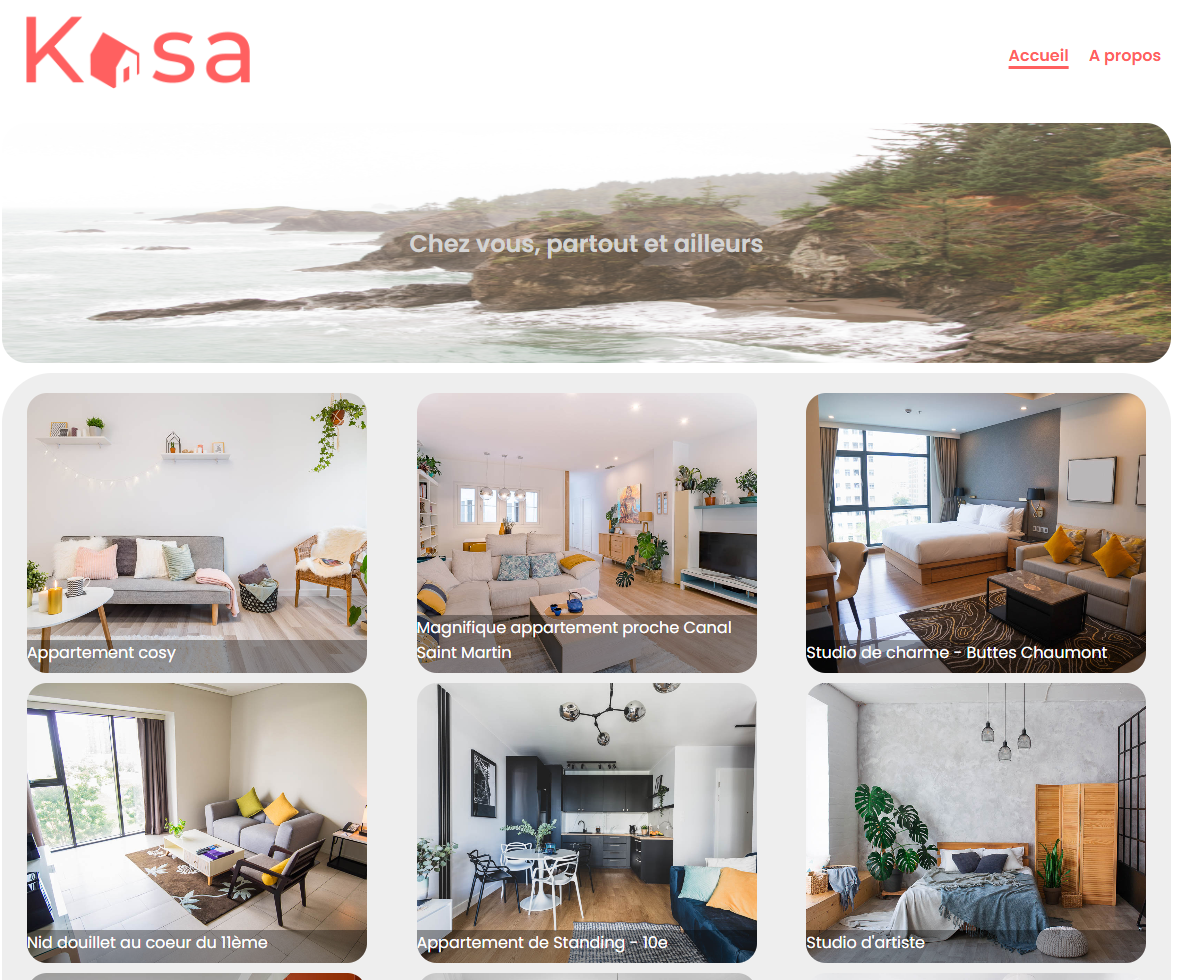 Kasa
Accueil A propos
Chez vous, partout et ailleurs
Appartement cosy
Magnifique appartement proche Canal
Saint Martin
Studio de charme - Buttes Chaumont
Nid douillet au coeur du 11ème
Appartement de Standing - 10e
Studio d'artiste